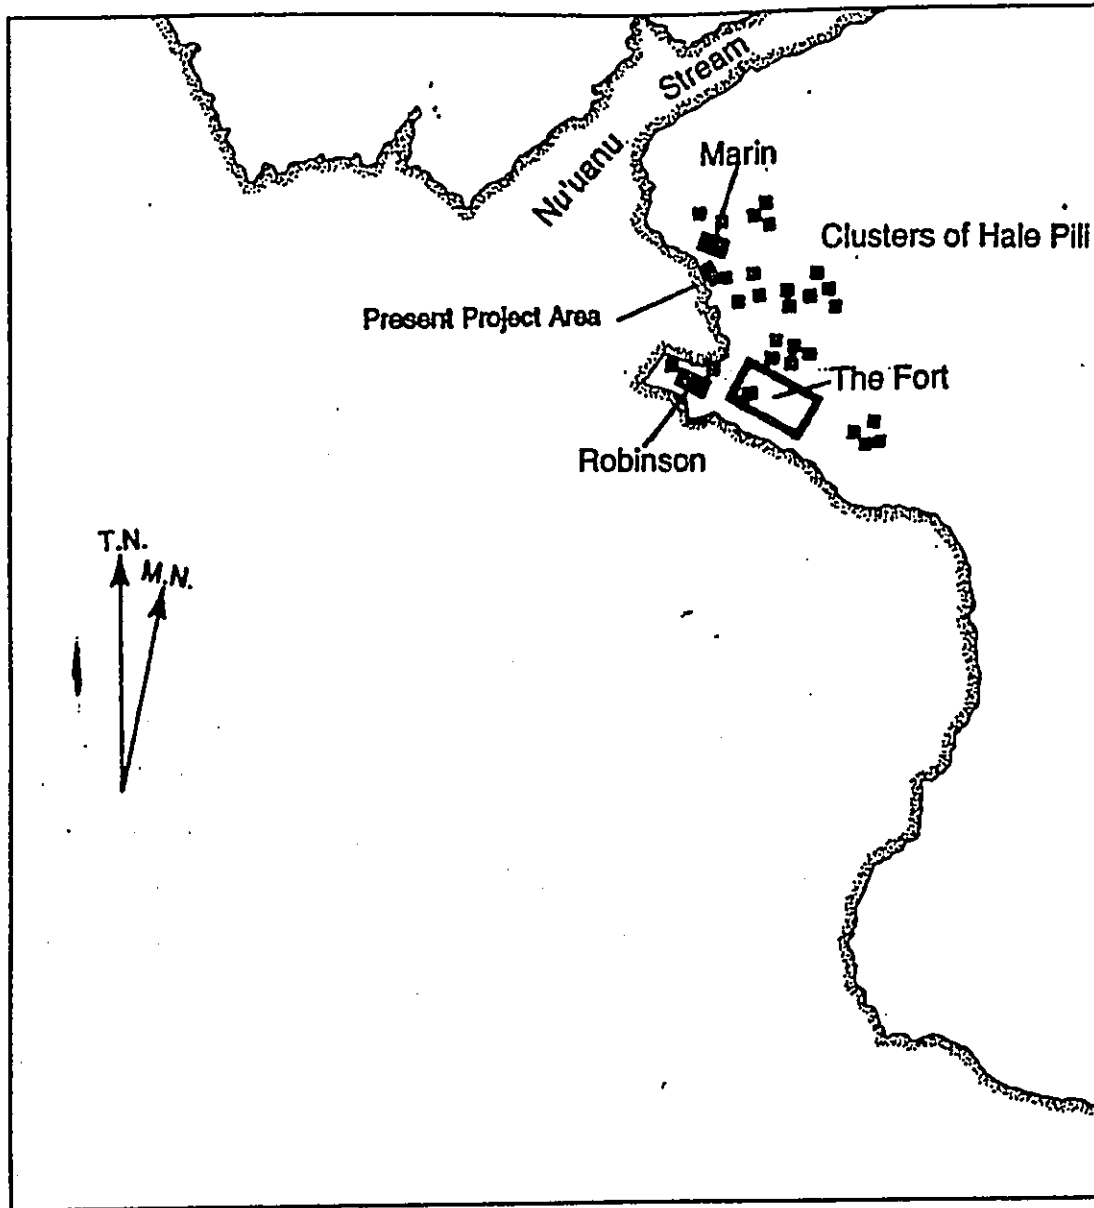 Stream
Nu'uanu
Marin
Clusters of Hale Pili
Present Project Area
The Fort
Robinson
T.N.
M.N.